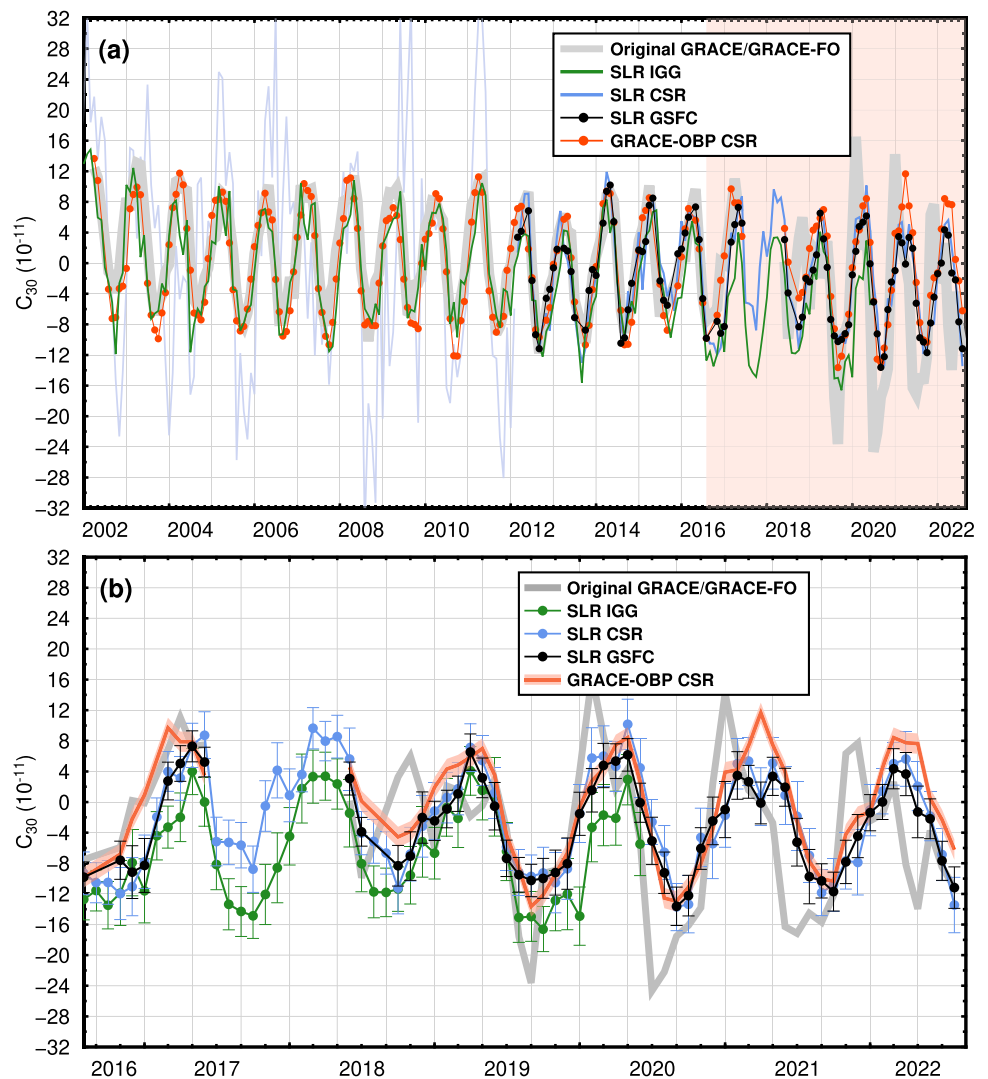 32
28
24
20
16
12
8
4
0
−4
−8
−12
−16
−20
−24
−28
−32
C30 (10-11)
(a)
Original GRACE/GRACE-FO
SLR IGG
SLR CSR
SLR GSFC
GRACE-OBP CSR
2002 2004 2006 2008 2010 2012 2014 2016 2018 2020 2022
32
28
24
20
16
12
8
4
0
−4
−8
−12
−16
−20
−24
−28
−32
C30 (10-11)
(b)
Original GRACE/GRACE-FO
SLR IGG
SLR CSR
SLR GSFC
GRACE-OBP CSR
2016 2017 2018 2019 2020 2021 2022